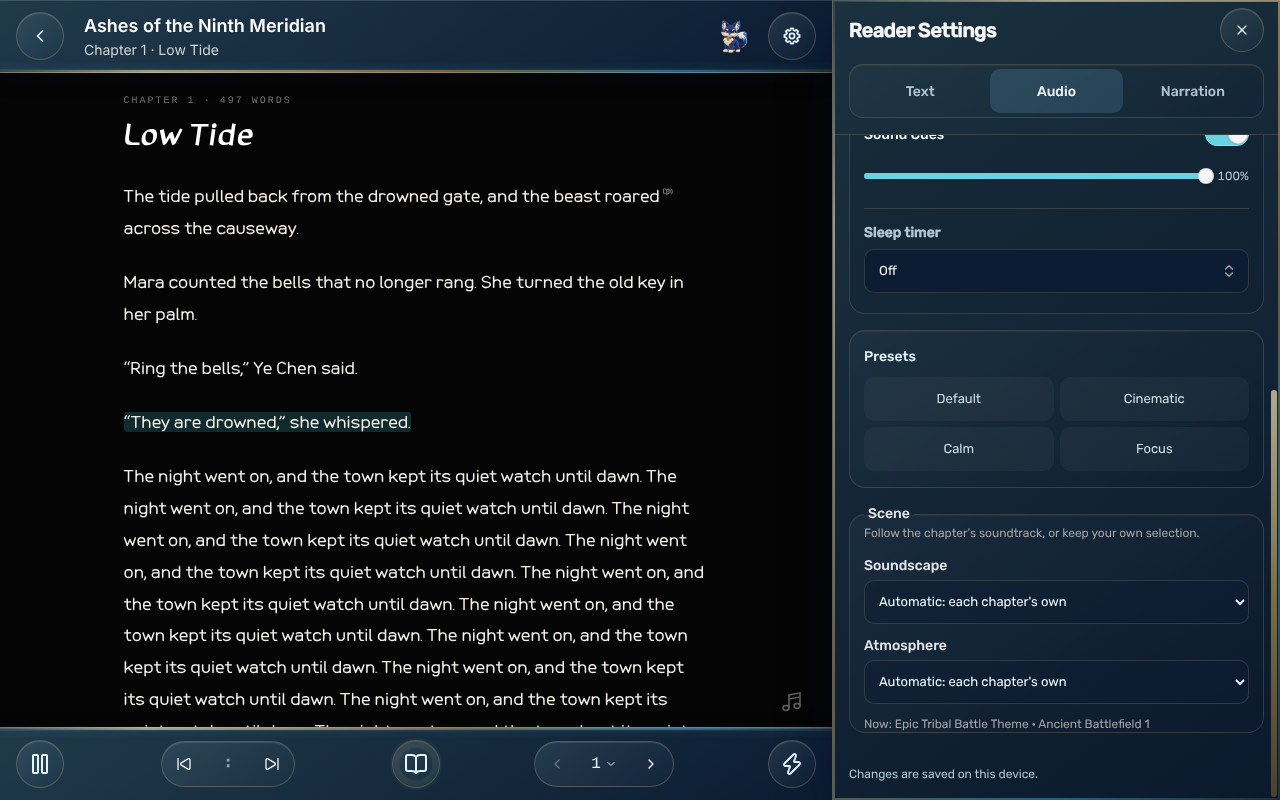 Ashes of the Ninth Meridian
Chapter 1 · Low Tide
CHAPTER 1 · 497 WORDS
Low Tide
The tide pulled back from the drowned gate, and the beast roared
across the causeway.
Mara counted the bells that no longer rang. She turned the old key in
her palm.
“Ring the bells,” Ye Chen said.
“They are drowned,” she whispered.
The night went on, and the town kept its quiet watch until dawn. The
night went on, and the town kept its quiet watch until dawn. The night
went on, and the town kept its quiet watch until dawn. The night went
on, and the town kept its quiet watch until dawn. The night went on, and
the town kept its quiet watch until dawn. The night went on, and the
town kept its quiet watch until dawn. The night went on, and the town
kept its quiet watch until dawn. The night went on, and the town kept
its quiet watch until dawn. The night went on, and the town kept its
1
Reader Settings
Text
Audio
Narration
Sound Cues
100%
Sleep timer
Off
Presets
Default
Cinematic
Calm
Focus
Scene
Follow the chapter's soundtrack, or keep your own selection.
Soundscape
Automatic: each chapter's own
Atmosphere
Automatic: each chapter's own
Now: Epic Tribal Battle Theme • Ancient Battlefield 1
Changes are saved on this device.